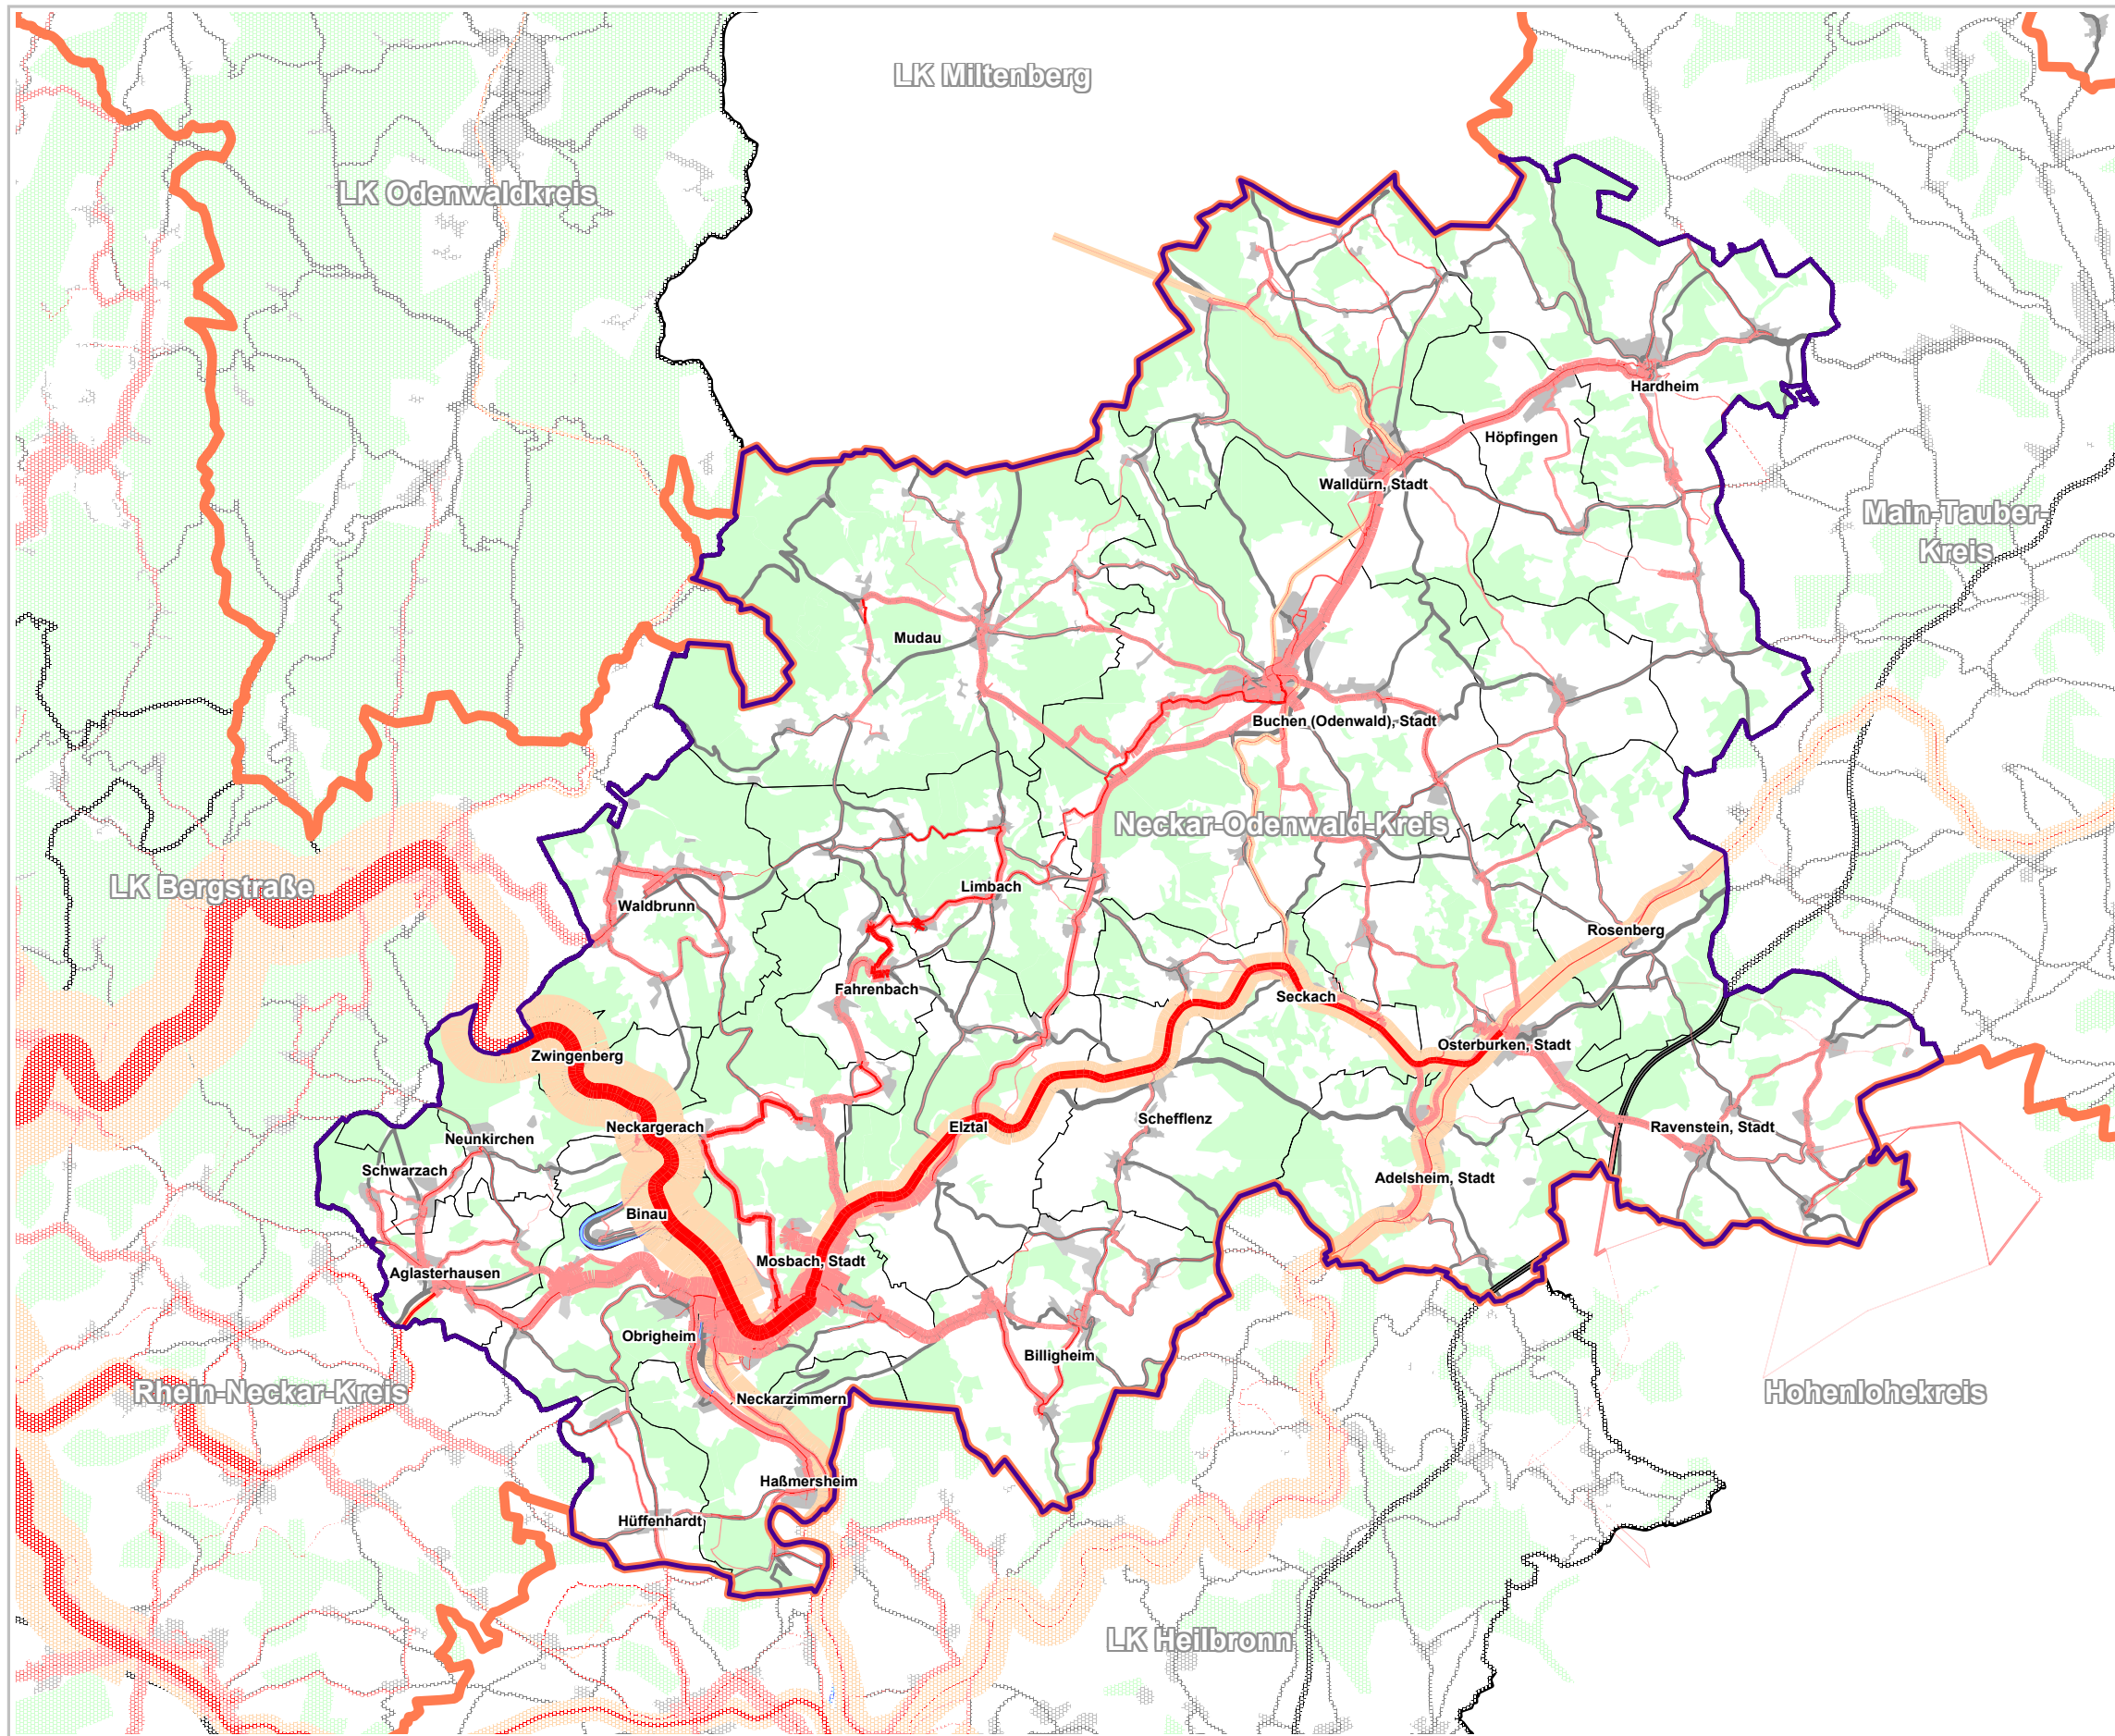 LK Miltenberg
LK Odenwaldkreis
Hardheim
Höpfingen
Walldürn, Stadt
Main-Tauber-
Kreis
Mudau
Buchen (Odenwald), Stadt
Neckar-Odenwald-Kreis
LK Bergstraße
Limbach
Waldbrunn
Rosenberg
Fahrenbach
Seckach
Osterburken, Stadt
Zwingenberg
Schefflenz
Neckargerach
Elztal
Ravenstein, Stadt
Neunkirchen
Schwarzach
Adelsheim, Stadt
Binau
Mosbach, Stadt
Aglasterhausen
Obrigheim
Billigheim
Rhein-Neckar-Kreis
Neckarzimmern
Hohenlohekreis
Haßmersheim
Hüffenhardt
LK Heilbronn